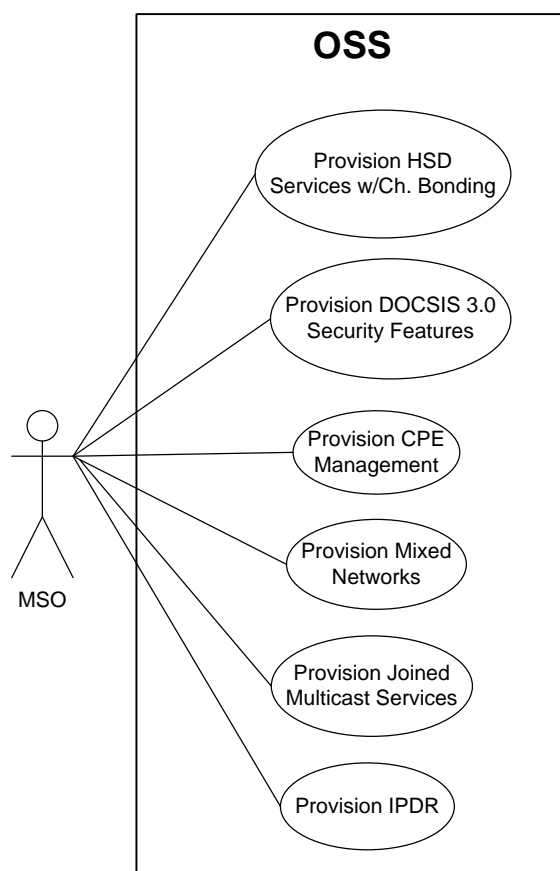 OSS
Provision HSD
Services w/Ch. Bonding
Provision DOCSIS 3.0
Security Features
Provision CPE
Management
Provision Mixed
Networks
MSO
Provision Joined
Multicast Services
Provision IPDR